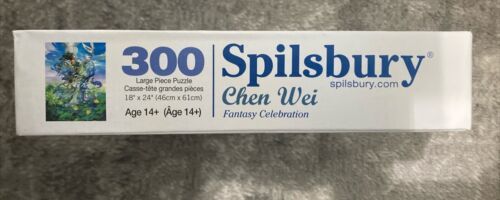 300
Large Piece Puzzle
Casse-tête grandes pièces
18" x 24" (46cm x 61cm)
Age 14+ (Âge 14+)
Spilsbury®
spilsbury.com
Chen Wei
Fantasy Celebration